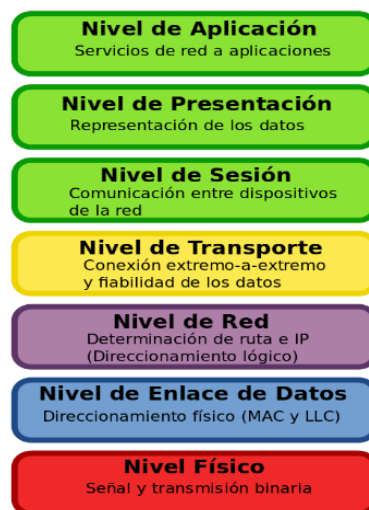 Nivel de Aplicación
Servicios de red a aplicaciones
Nivel de Presentación
Representación de los datos
Nivel de Sesión
Comunicación entre dispositivos
de la red
Nivel de Transporte
Conexión extremo-a-extremo
y fiabilidad de los datos
Nivel de Red
Determinación de ruta e IP
(Direccionamiento lógico)
Nivel de Enlace de Datos
Direccionamiento físico (MAC y LLC)
Nivel Físico
Señal y transmisión binaria